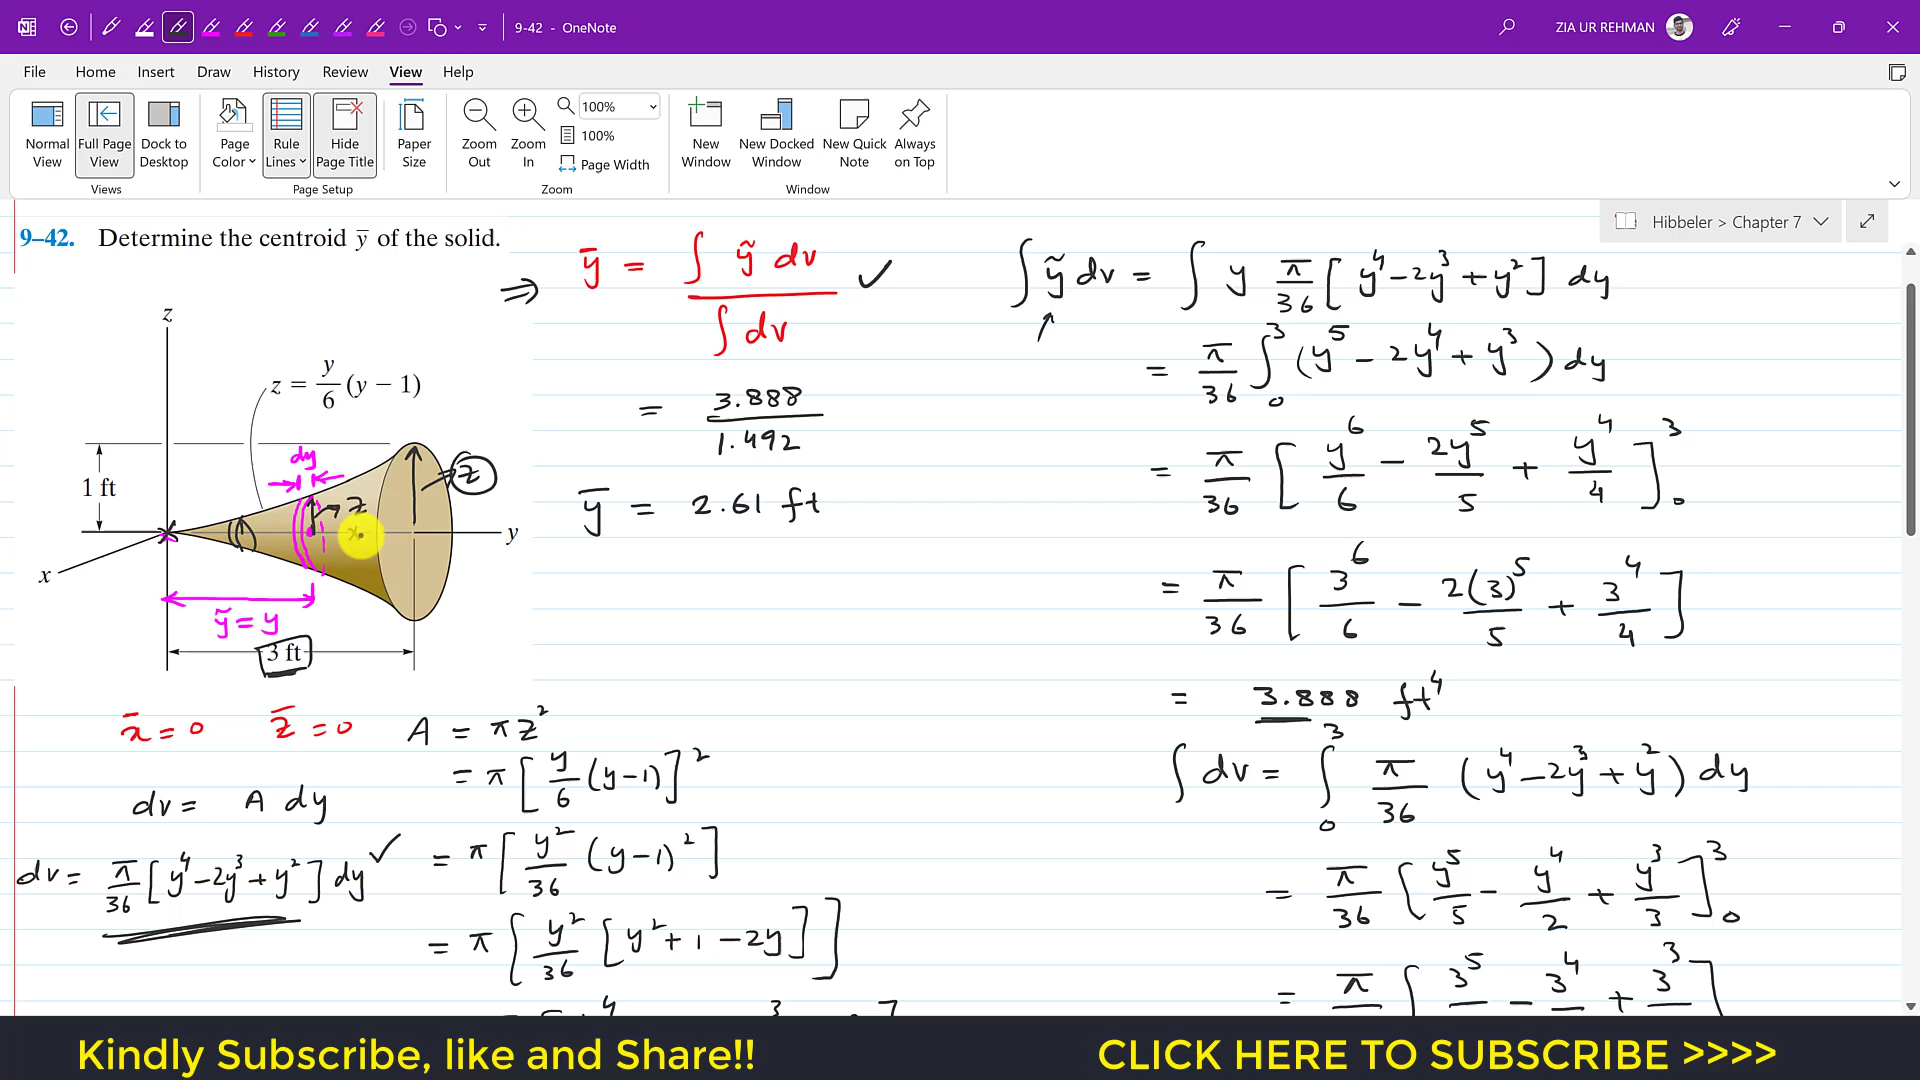 9-42 - OneNote
ZIA UR REHMAN
File Home Insert Draw History Review View Help
Normal View
Full Page View
Dock to Desktop
Views
Page Color
Rule Lines
Hide Page Title
Paper Size
Page Setup
Zoom Out
Zoom In
100%
100%
Page Width
Zoom
New Window
New Docked Window
New Quick Note
Always on Top
Window
Hibbeler > Chapter 7
9–42. Determine the centroid y̅ of the solid.
z
z = y/6 (y − 1)
1 ft
dy
z
z
x
y
ỹ = y
3 ft
x̅ = 0 z̅ = 0
dv = A dy
dv = π/36 [y⁴ − 2y³ + y²] dy ✓
A = πz²
= π [y/6 (y−1)]²
= π [y²/36 (y−1)²]
= π [y²/36 [y² + 1 − 2y]]
⇒ y̅ = ∫ ỹ dv / ∫ dv ✓
= 3.888 / 1.492
y̅ = 2.61 ft
∫ ỹ dv = ∫ y π/36 [y⁴ − 2y³ + y²] dy
= π/36 ∫₀³ (y⁵ − 2y⁴ + y³) dy
= π/36 [y⁶/6 − 2y⁵/5 + y⁴/4]₀³
= π/36 [3⁶/6 − 2(3)⁵/5 + 3⁴/4]
= 3.888 ft⁴
∫ dv = ∫₀³ π/36 (y⁴ − 2y³ + y²) dy
= π/36 [y⁵/5 − y⁴/2 + y³/3]₀³
= π [3⁵ − 3⁴ + 3³]
Kindly Subscribe, like and Share!!
CLICK HERE TO SUBSCRIBE >>>>